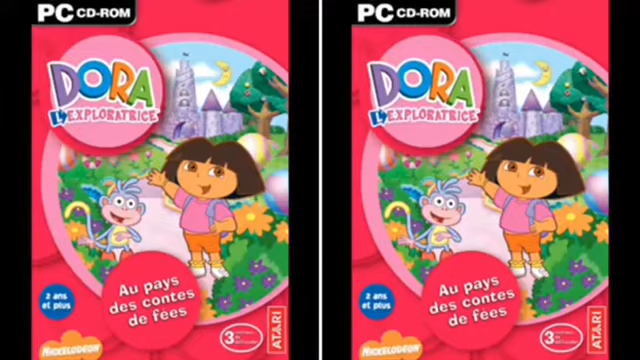 PC CD-ROM
DORA
L'EXPLORATRICE
Au pays
des contes
de fées
2 ans
et plus
NICKELODEON
3
ATARI
PC CD-ROM
DORA
L'EXPLORATRICE
Au pays
des contes
de fées
2 ans
et plus
NICKELODEON
3
ATARI